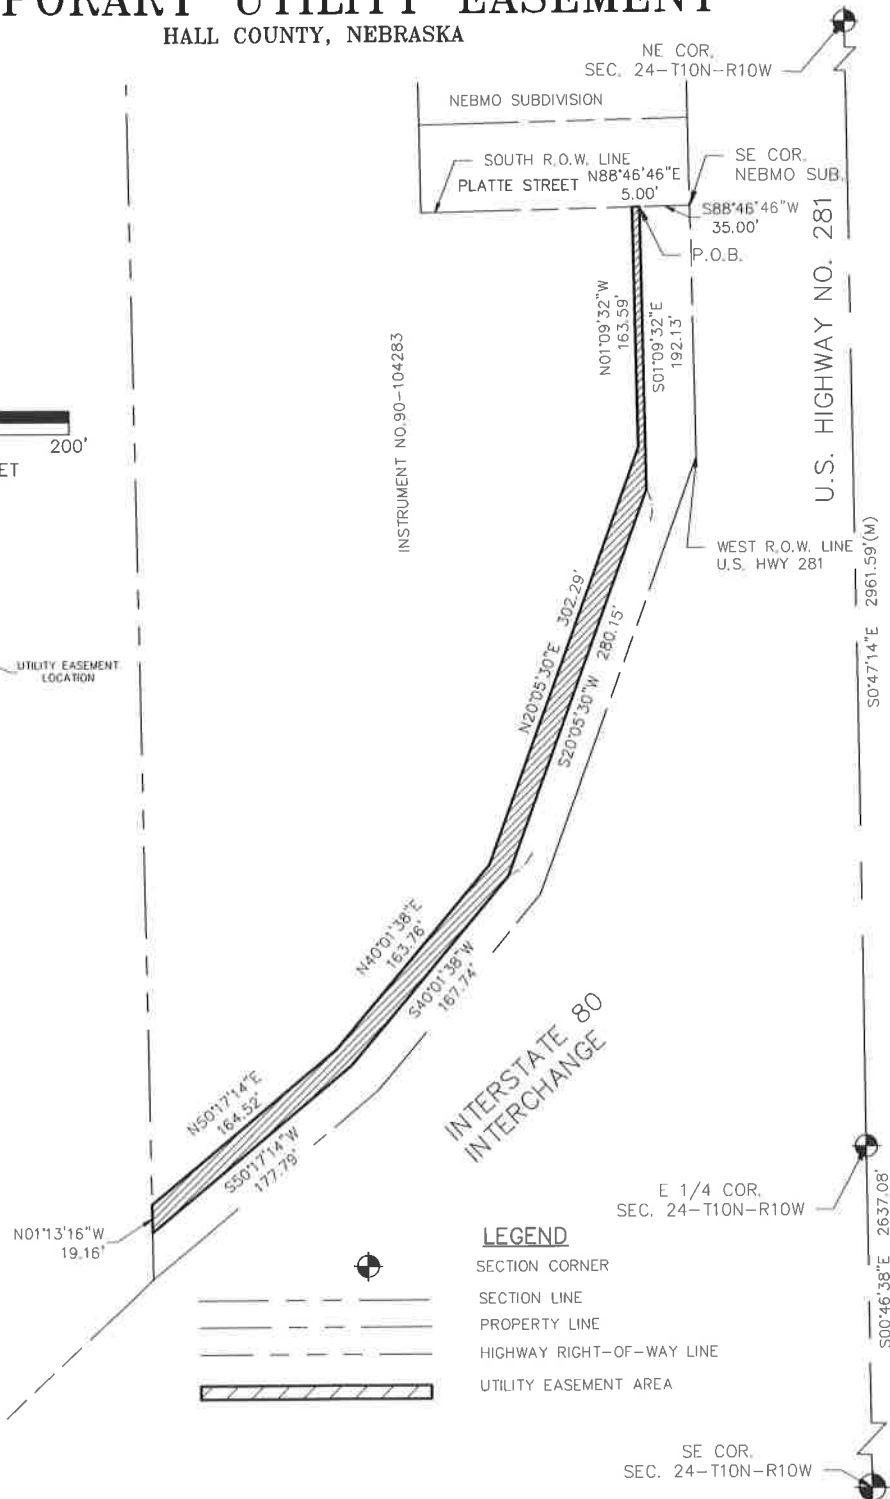 PORARY UTILITY EASEMENT
HALL COUNTY, NEBRASKA
NE COR.
SEC. 24-T10N-R10W
NEBMO SUBDIVISION
SOUTH R.O.W. LINE
PLATTE STREET
N88°46'46"E
5.00'
SE COR.
NEBMO SUB.
S88°46'46"W
35.00'
P.O.B.
U.S. HIGHWAY NO. 281
N01°09'32"W
163.59'
S01°09'32"E
192.13'
INSTRUMENT NO.90-104283
200'
ET
WEST R.O.W. LINE
U.S. HWY 281
S0°47'14"E 2961.59'(M)
UTILITY EASEMENT
LOCATION
N20°05'30"E 302.29'
S20°05'30"W 280.15'
N40°01'38"E
163.76'
S40°01'38"W
167.74'
INTERSTATE 80
INTERCHANGE
N50°17'14"E
164.52'
S50°17'14"W
177.79'
N01°13'16"W
19.16'
E 1/4 COR.
SEC. 24-T10N-R10W
S00°46'38"E 2637.08'
LEGEND
SECTION CORNER
SECTION LINE
PROPERTY LINE
HIGHWAY RIGHT-OF-WAY LINE
UTILITY EASEMENT AREA
SE COR.
SEC. 24-T10N-R10W